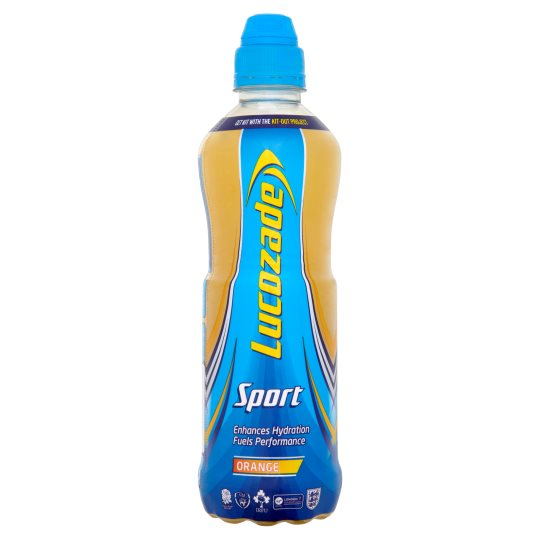 GET KIT WITH THE KIT-OUT PROJECT
Lucozade
Sport
Enhances Hydration
Fuels Performance
ORANGE